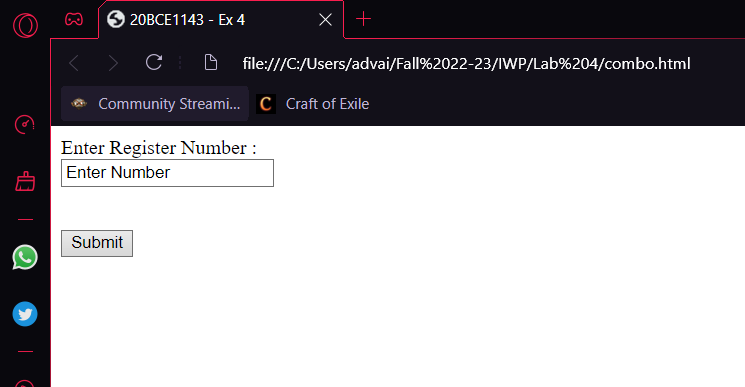 20BCE1143 - Ex 4
file:///C:/Users/advai/Fall%2022-23/IWP/Lab%204/combo.html
Community Streami... Craft of Exile
Enter Register Number :
Enter Number
Submit